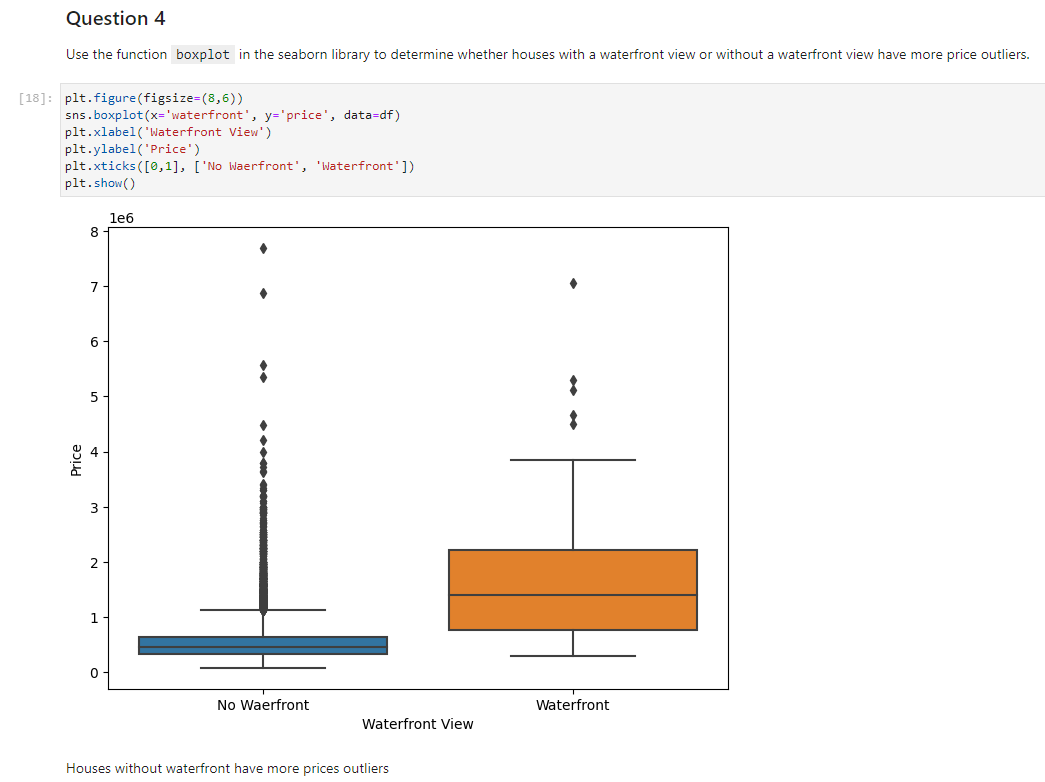 Question 4
Use the function boxplot in the seaborn library to determine whether houses with a waterfront view or without a waterfront view have more price outliers.
[18]:
plt.figure(figsize=(8,6))
sns.boxplot(x='waterfront', y='price', data=df)
plt.xlabel('Waterfront View')
plt.ylabel('Price')
plt.xticks([0,1], ['No Waerfront', 'Waterfront'])
plt.show()
1e6
8
7
6
5
4
3
2
1
0
Price
No Waerfront Waterfront
Waterfront View
Houses without waterfront have more prices outliers